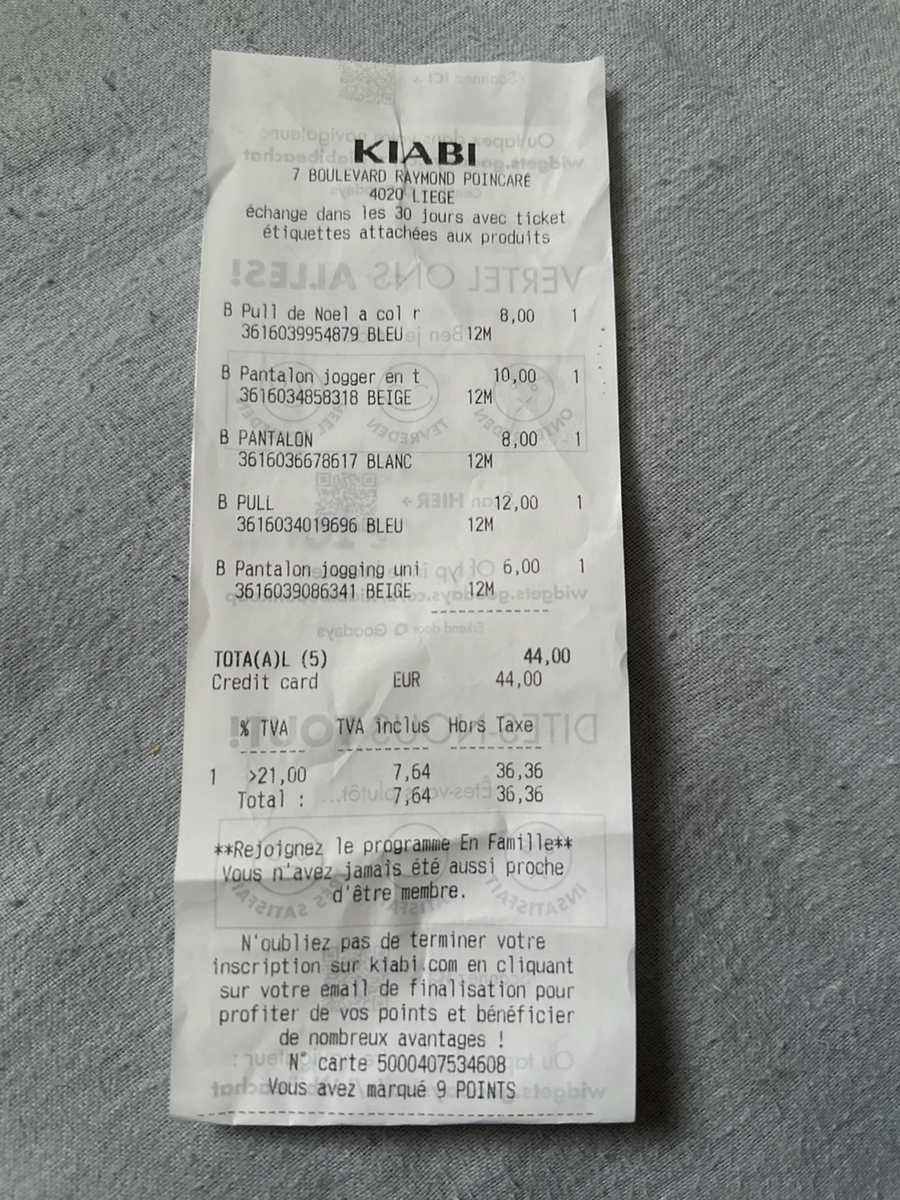 KIABI
7 BOULEVARD RAYMOND POINCARÉ
4020 LIEGE
échange dans les 30 jours avec ticket
étiquettes attachées aux produits
B Pull de Noel a col r 8,00 1
3616039954879 BLEU 12M
B Pantalon jogger en t 10,00 1
3616034858318 BEIGE 12M
B PANTALON 8,00 1
3616036678617 BLANC 12M
B PULL 12,00 1
3616034019696 BLEU 12M
B Pantalon jogging uni 6,00 1
3616039086341 BEIGE 12M
TOTA(A)L (5) 44,00
Credit card EUR 44,00
% TVA TVA inclus Hors Taxe
1 >21,00 7,64 36,36
Total : 7,64 36,36
**Rejoignez le programme En Famille**
Vous n'avez jamais été aussi proche
d'être membre.
N'oubliez pas de terminer votre
inscription sur kiabi.com en cliquant
sur votre email de finalisation pour
profiter de vos points et bénéficier
de nombreux avantages !
N° carte 5000407534608
Vous avez marqué 9 POINTS